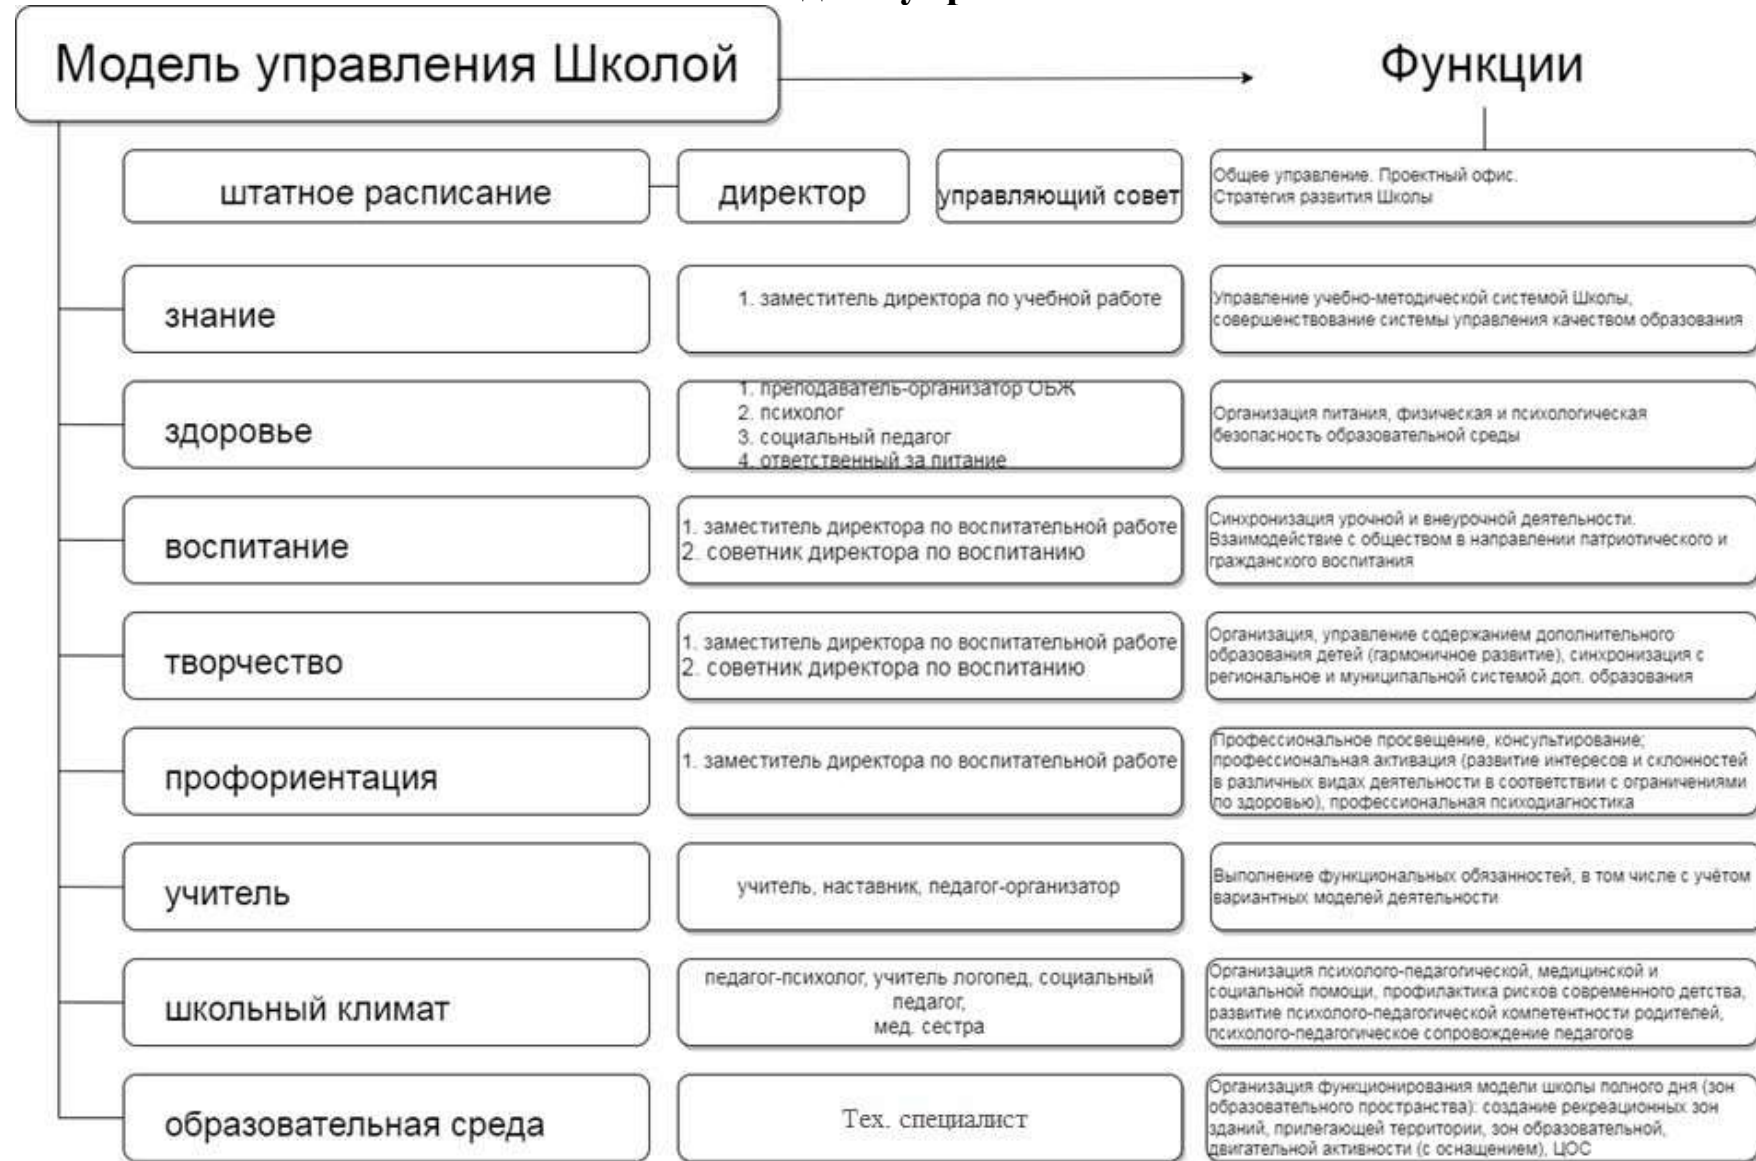 Модель управления Школой
Функции
штатное расписание
директор
управляющий совет
Общее управление. Проектный офис.
Стратегия развития Школы
знание
1. заместитель директора по учебной работе
Управление учебно-методической системой Школы,
совершенствование системы управления качеством образования
здоровье
1. преподаватель-организатор ОБЖ
2. психолог
3. социальный педагог
4. ответственный за питание
Организация питания, физическая и психологическая
безопасность образовательной среды
воспитание
1. заместитель директора по воспитательной работе
2. советник директора по воспитанию
Синхронизация урочной и внеурочной деятельности.
Взаимодействие с обществом в направлении патриотического и
гражданского воспитания
творчество
1. заместитель директора по воспитательной работе
2. советник директора по воспитанию
Организация, управление содержанием дополнительного
образования детей (гармоничное развитие), синхронизация с
региональное и муниципальной системой доп. образования
профориентация
1. заместитель директора по воспитательной работе
Профессиональное просвещение, консультирование;
профессиональная активация (развитие интересов и склонностей
в различных видах деятельности в соответствии с ограничениями
по здоровью), профессиональная психодиагностика
учитель
учитель, наставник, педагог-организатор
Выполнение функциональных обязанностей, в том числе с учётом
вариантных моделей деятельности
школьный климат
педагог-психолог, учитель логопед, социальный
педагог,
мед. сестра
Организация психолого-педагогической, медицинской и
социальной помощи, профилактика рисков современного детства,
развитие психолого-педагогической компетентности родителей,
психолого-педагогическое сопровождение педагогов
образовательная среда
Тех. специалист
Организация функционирования модели школы полного дня (зон
образовательного пространства): создание рекреационных зон
зданий, прилегающей территории, зон образовательной,
двигательной активности (с оснащением), ЦОС